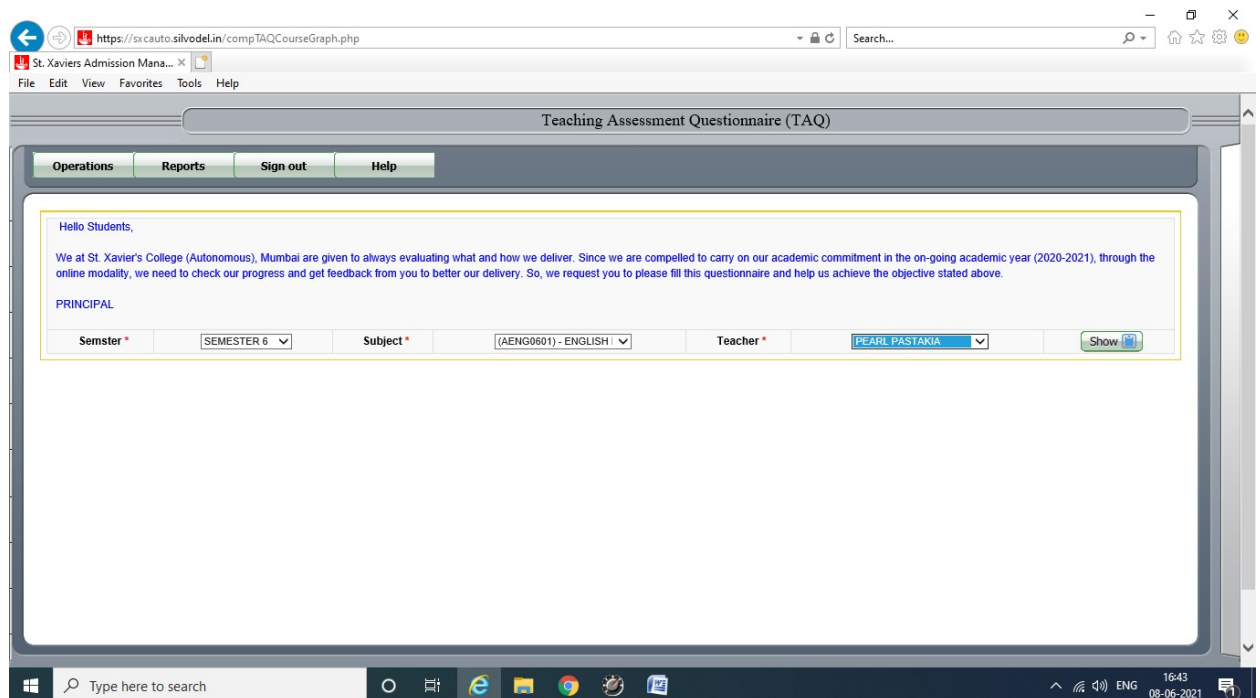 https://sxcauto.silvodel.in/compTAQCourseGraph.php
Search...
St. Xaviers Admission Mana...
File Edit View Favorites Tools Help
Teaching Assessment Questionnaire (TAQ)
Operations Reports Sign out Help
Hello Students,
We at St. Xavier's College (Autonomous), Mumbai are given to always evaluating what and how we deliver. Since we are compelled to carry on our academic commitment in the on-going academic year (2020-2021), through the
online modality, we need to check our progress and get feedback from you to better our delivery. So, we request you to please fill this questionnaire and help us achieve the objective stated above.
PRINCIPAL
Semster * SEMESTER 6 Subject * (AENG0601) - ENGLISH Teacher * PEARL PASTAKIA Show
Type here to search
ENG
16:43
08-06-2021